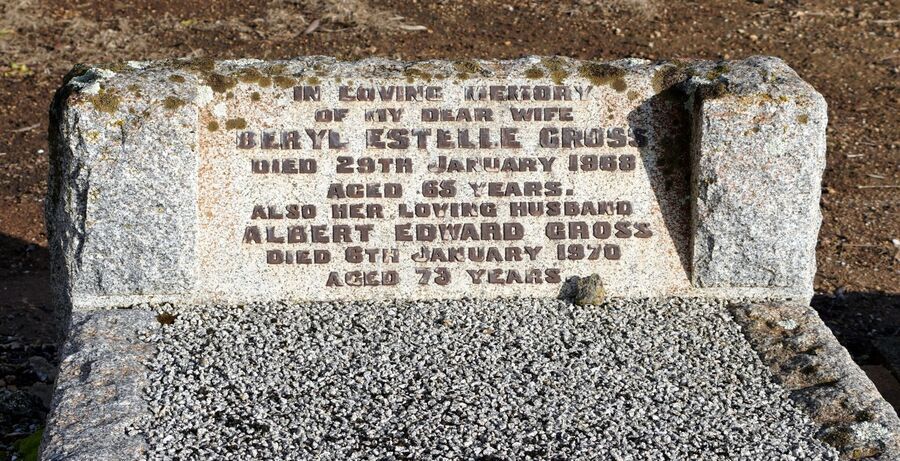 IN LOVING MEMORY
OF MY DEAR WIFE
BERYL ESTELLE GROSS
DIED 29TH JANUARY 1968
AGED 65 YEARS.
ALSO HER LOVING HUSBAND
ALBERT EDWARD GROSS
DIED 6TH JANUARY 1970
AGED 73 YEARS